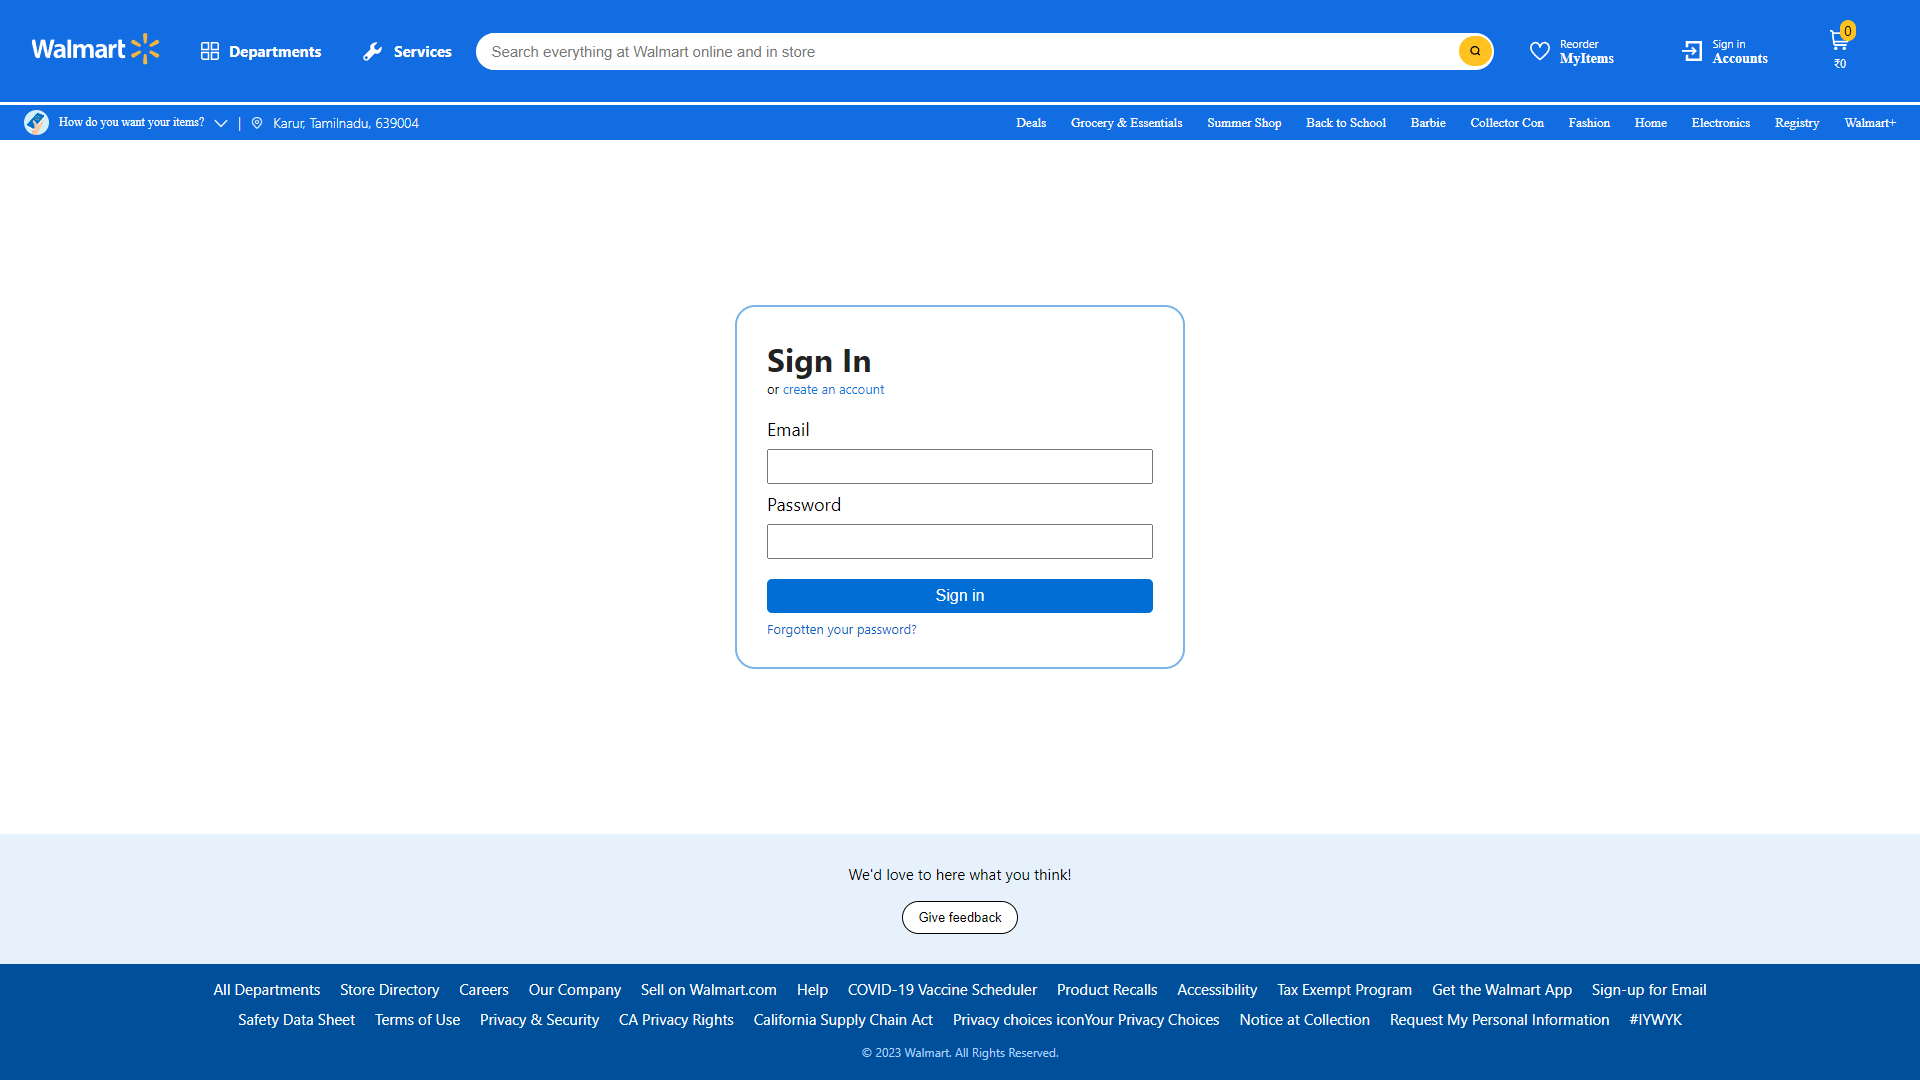 Walmart Departments Services Search everything at Walmart online and in store Reorder MyItems Sign in Accounts 0 ₹0
How do you want your items? | Karur, Tamilnadu, 639004 Deals Grocery & Essentials Summer Shop Back to School Barbie Collector Con Fashion Home Electronics Registry Walmart+
Sign In
or create an account
Email
Password
Sign in
Forgotten your password?
We'd love to here what you think!
Give feedback
All Departments Store Directory Careers Our Company Sell on Walmart.com Help COVID-19 Vaccine Scheduler Product Recalls Accessibility Tax Exempt Program Get the Walmart App Sign-up for Email
Safety Data Sheet Terms of Use Privacy & Security CA Privacy Rights California Supply Chain Act Privacy choices iconYour Privacy Choices Notice at Collection Request My Personal Information #IYWYK
© 2023 Walmart. All Rights Reserved.